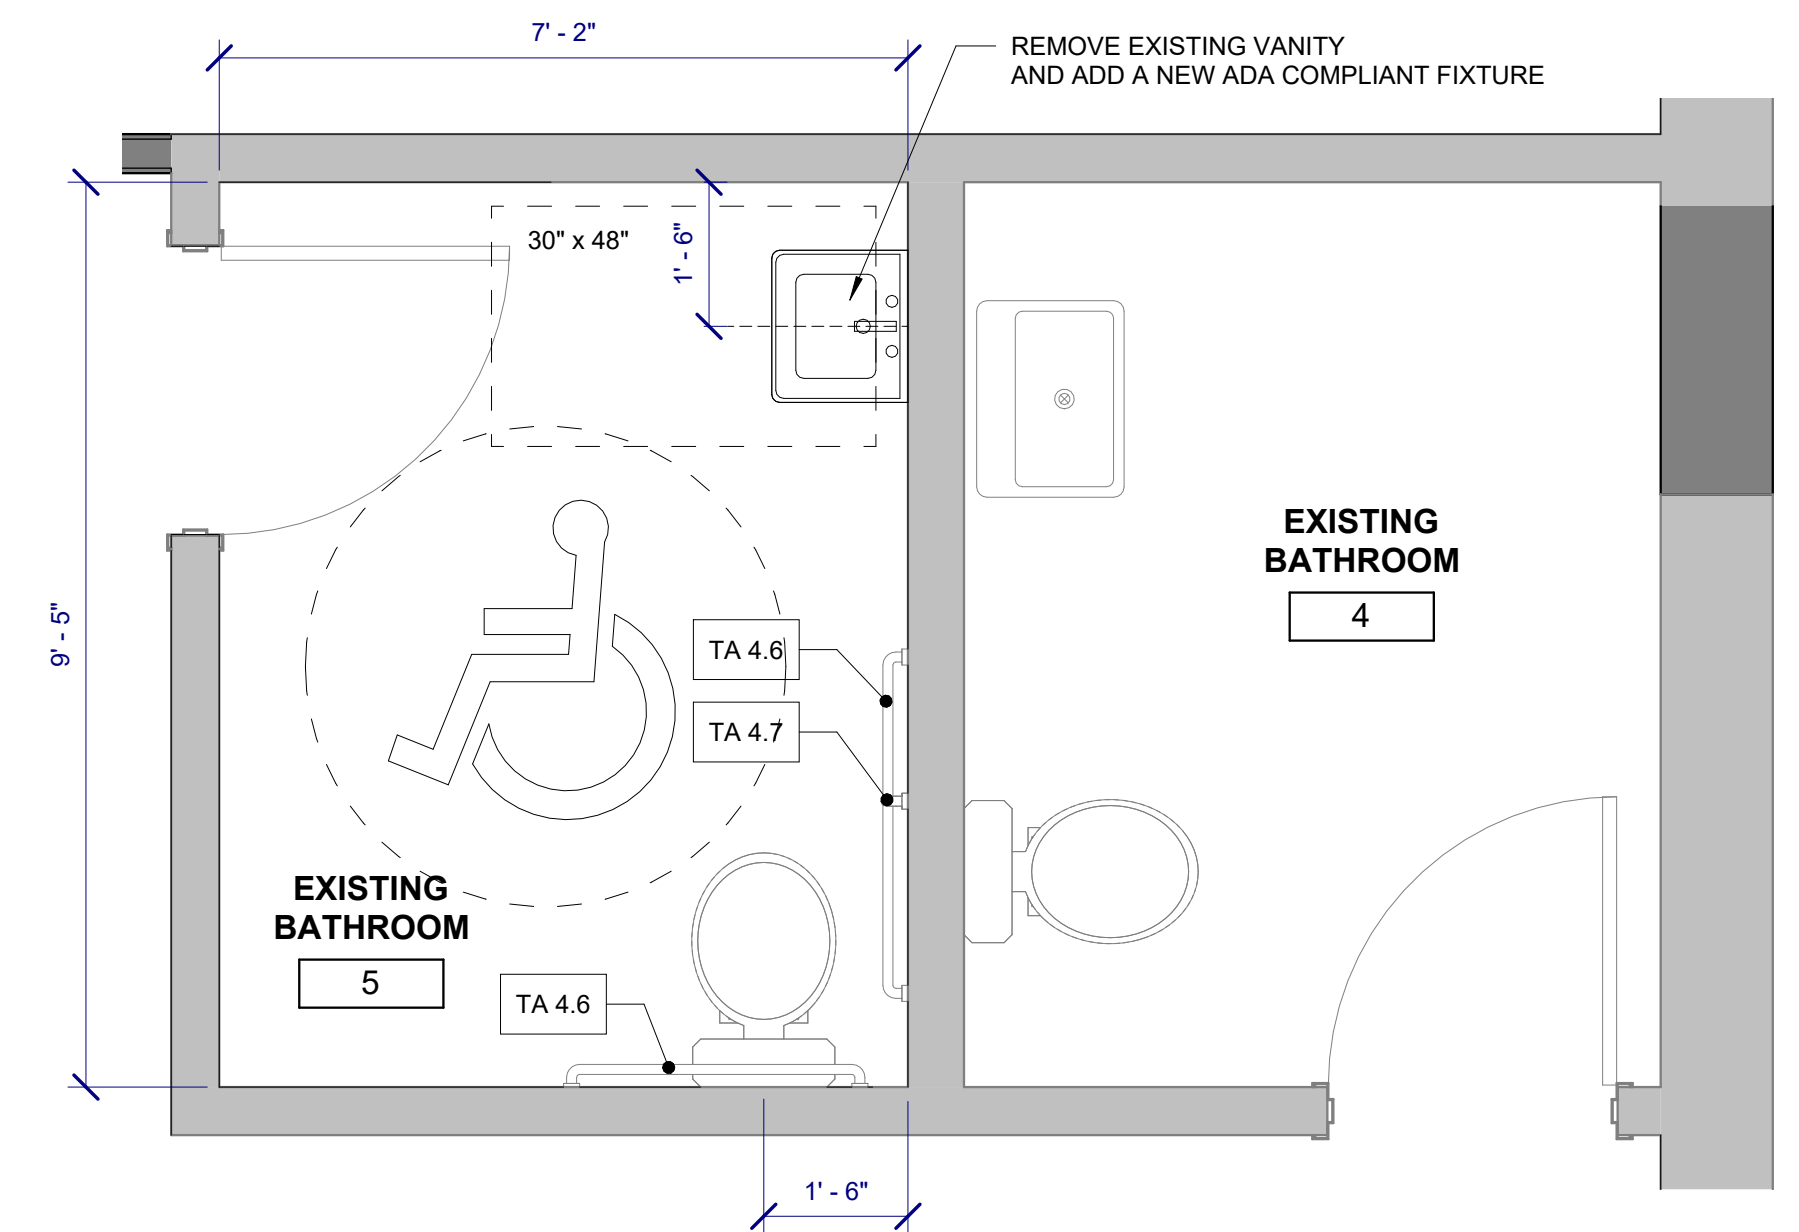 7' - 2"
REMOVE EXISTING VANITY
AND ADD A NEW ADA COMPLIANT FIXTURE
30" x 48"
1' - 6"
EXISTING
BATHROOM
4
9' - 5"
TA 4.6
TA 4.7
EXISTING
BATHROOM
5
TA 4.6
1' - 6"